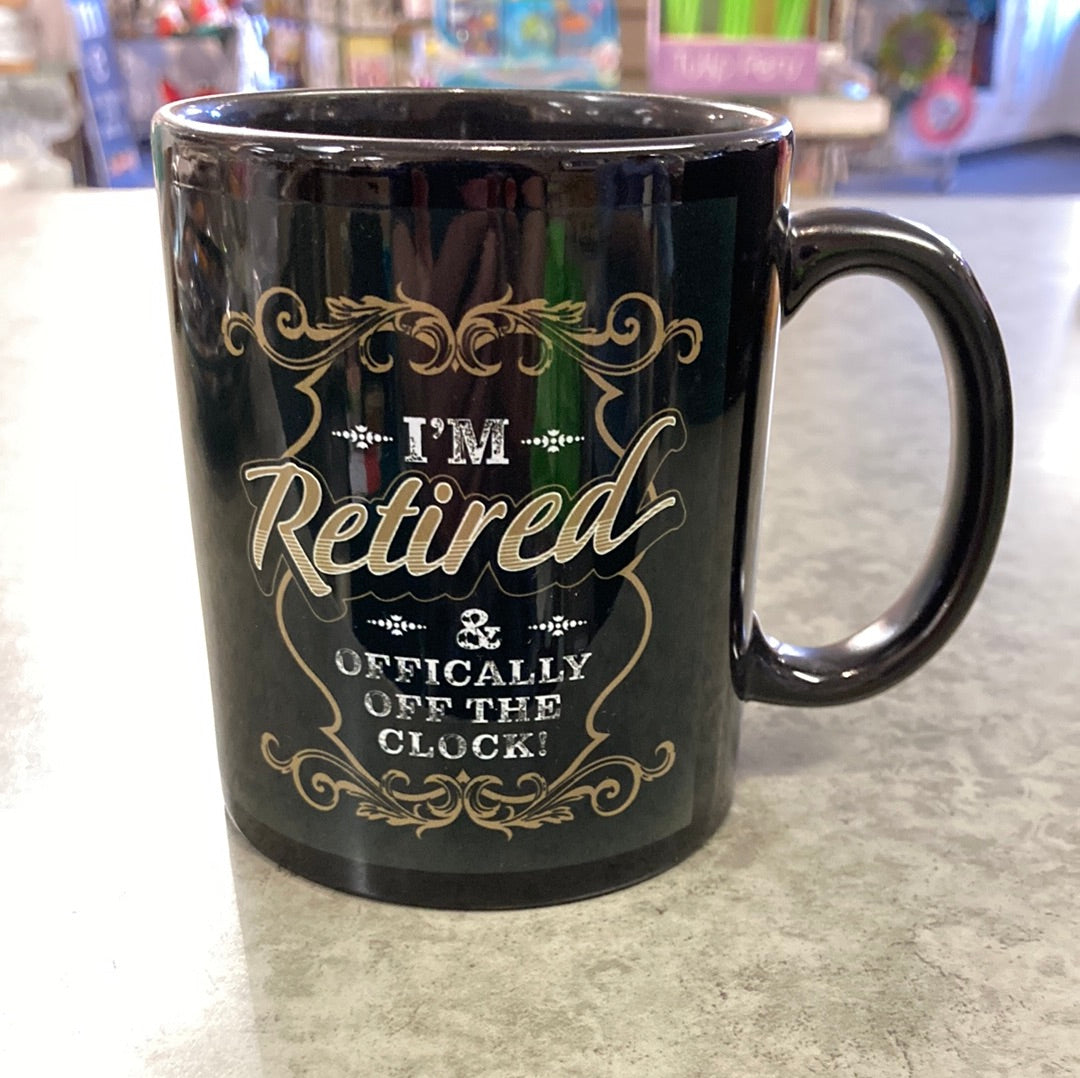 I'M
Retired
&
OFFICALLY
OFF THE
CLOCK!